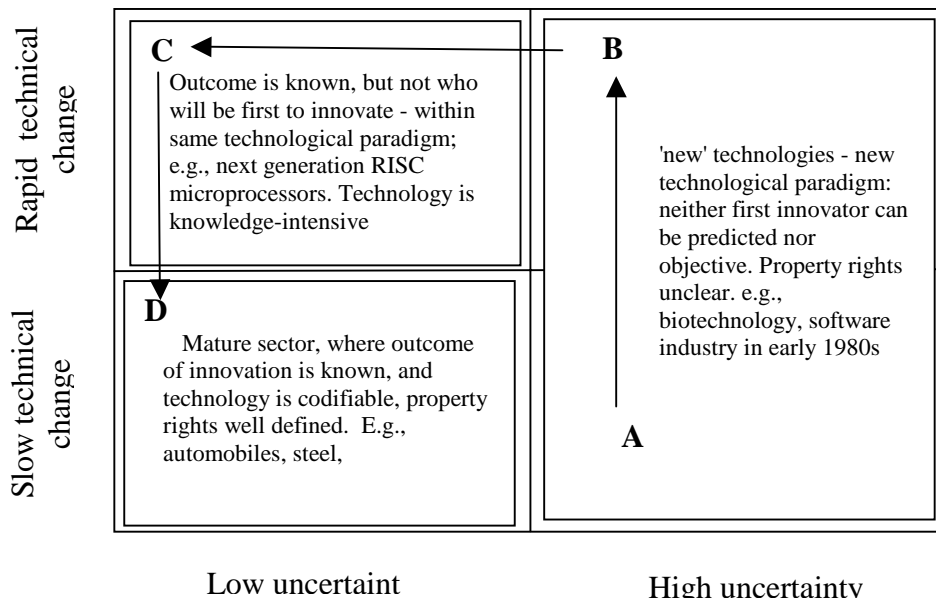 Rapid technical
change
C
Outcome is known, but not who
will be first to innovate - within
same technological paradigm;
e.g., next generation RISC
microprocessors. Technology is
knowledge-intensive
B
'new' technologies - new
technological paradigm:
neither first innovator can
be predicted nor
objective. Property rights
unclear. e.g.,
biotechnology, software
industry in early 1980s
A
Slow technical
change
D
Mature sector, where outcome
of innovation is known, and
technology is codifiable, property
rights well defined. E.g.,
automobiles, steel,
Low uncertaint
High uncertainty